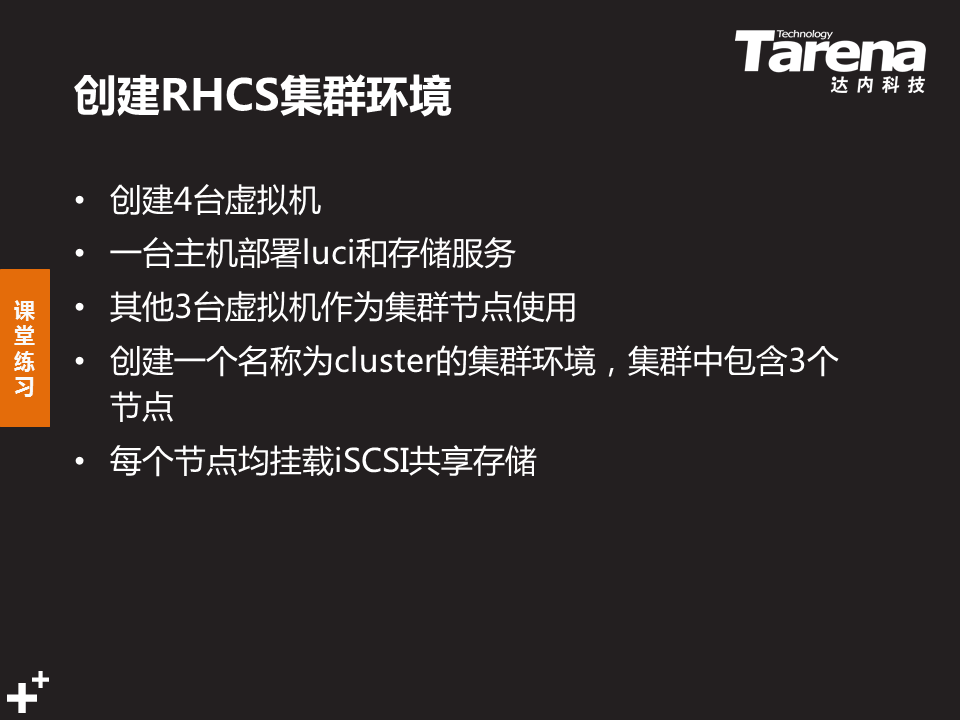 Technology
Tarena
达内科技
创建RHCS集群环境
• 创建4台虚拟机
• 一台主机部署luci和存储服务
• 其他3台虚拟机作为集群节点使用
• 创建一个名称为cluster的集群环境，集群中包含3个
节点
• 每个节点均挂载iSCSI共享存储
课
堂
练
习